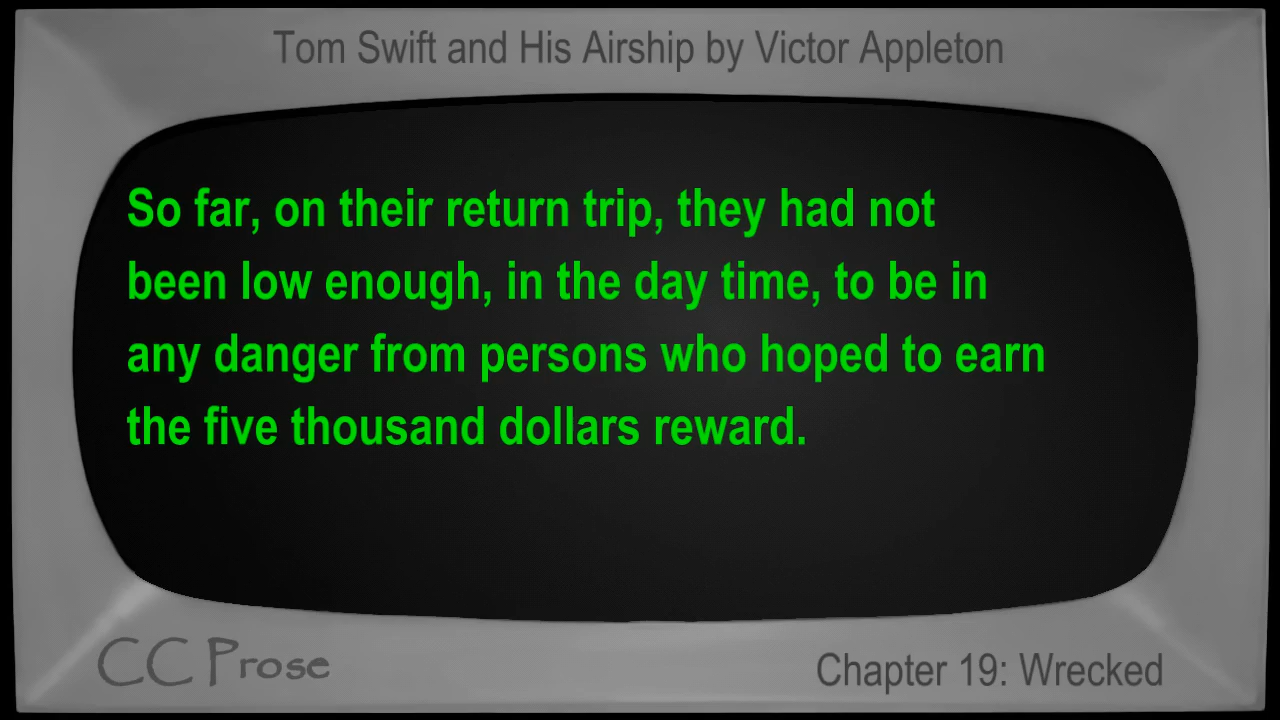 Tom Swift and His Airship by Victor Appleton
So far, on their return trip, they had not
been low enough, in the day time, to be in
any danger from persons who hoped to earn
the five thousand dollars reward.
CC Prose
Chapter 19: Wrecked